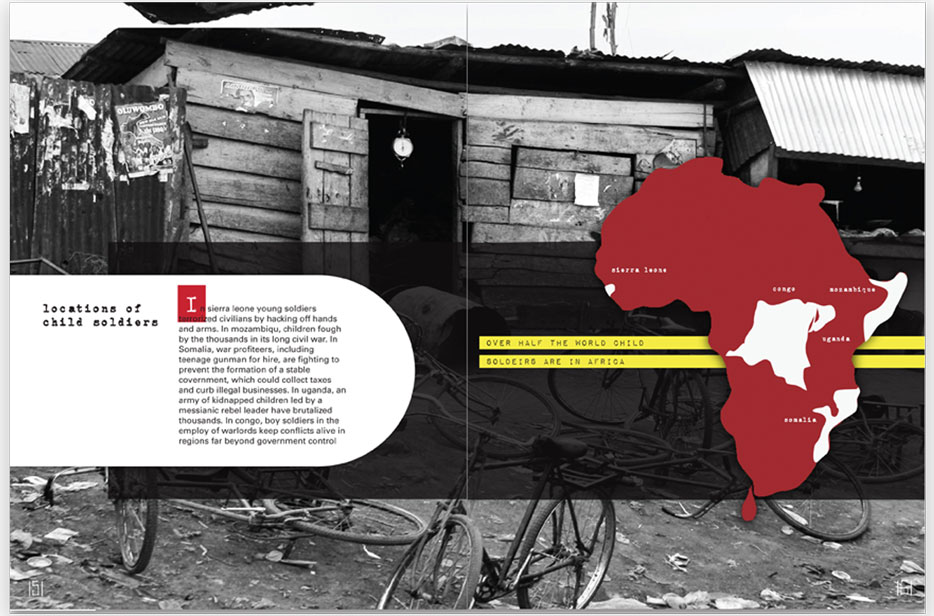 OLUWOMBO
locations of
child soldiers
In sierra leone young soldiers
terrorized civilians by hacking off hands
and arms. In mozambiqu, children fough
by the thousands in its long civil war. In
Somalia, war profiteers, including
teenage gunman for hire, are fighting to
prevent the formation of a stable
covernment, which could collect taxes
and curb illegal businesses. In uganda, an
army of kidnapped children led by a
messianic rebel leader have brutalized
thousands. In congo, boy soldiers in the
employ of warlords keep conflicts alive in
regions far beyond government control
OVER HALF THE WORLD CHILD
SOLDEIRS ARE IN AFRICA
sierra leone
congo
mozambique
uganda
somalia
|5|